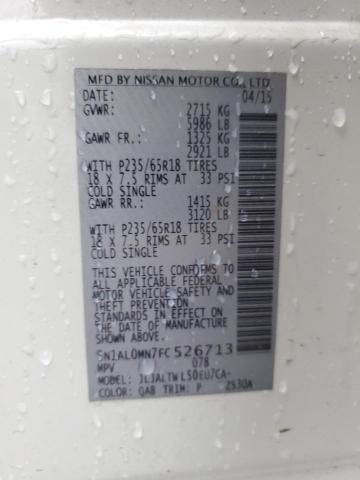 MFD BY NISSAN MOTOR CO., LTD.
DATE: 04/15
GVWR: 2715 KG
5986 LB
GAWR FR.: 1325 KG
2921 LB
WITH P235/65R18 TIRES
18 X 7.5 RIMS AT 33 PSI
COLD SINGLE
GAWR RR.: 1415 KG
3120 LB
WITH P235/65R18 TIRES
18 X 7.5 RIMS AT 33 PSI
COLD SINGLE
THIS VEHICLE CONFORMS TO
ALL APPLICABLE FEDERAL
MOTOR VEHICLE SAFETY AND
THEFT PREVENTION STANDARDS
IN EFFECT ON THE DATE OF
MANUFACTURE SHOWN ABOVE.
5N1AL0MN7FC526713
MPV 078
MODEL: JLJALTWL50EU7CA-
COLOR: QAB TRIM: P 2530A